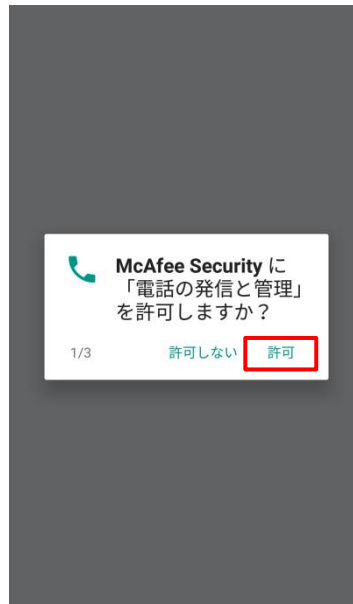 McAfee Security に
「電話の発信と管理」
を許可しますか？
1/3 許可しない 許可